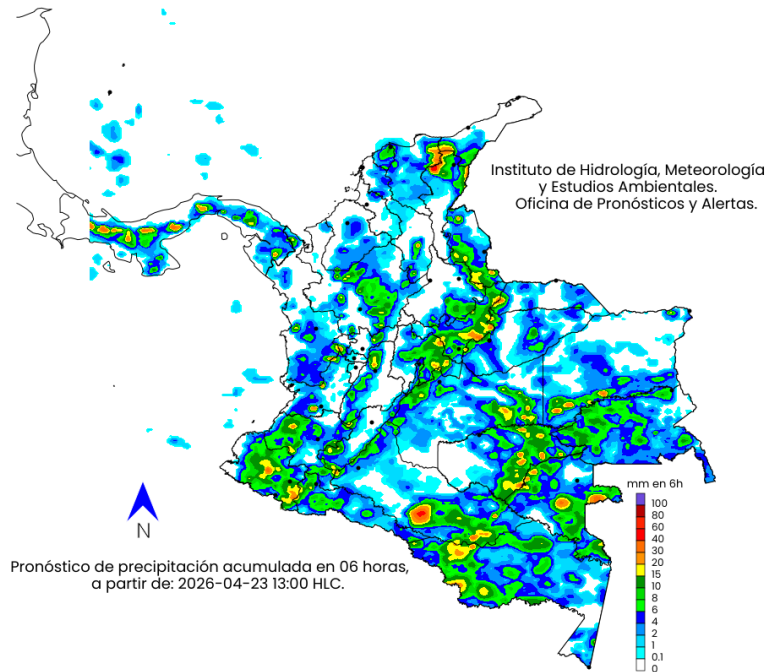 Instituto de Hidrología, Meteorología
y Estudios Ambientales.
Oficina de Pronósticos y Alertas.
mm en 6h
100
80
60
40
30
20
15
10
8
6
4
2
1
0.1
0
N
Pronóstico de precipitación acumulada en 06 horas,
a partir de: 2026-04-23 13:00 HLC.